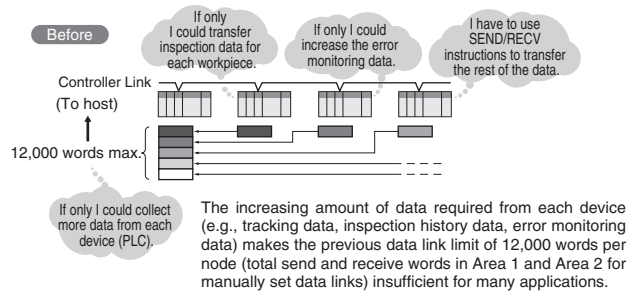 Before
If only
I could transfer
inspection data for
each workpiece.
If only I could
increase the error
monitoring data.
I have to use
SEND/RECV
instructions to transfer
the rest of the data.
Controller Link
(To host)
12,000 words max.
If only I could collect
more data from each
device (PLC).
The increasing amount of data required from each device
(e.g., tracking data, inspection history data, error monitoring
data) makes the previous data link limit of 12,000 words per
node (total send and receive words in Area 1 and Area 2 for
manually set data links) insufficient for many applications.